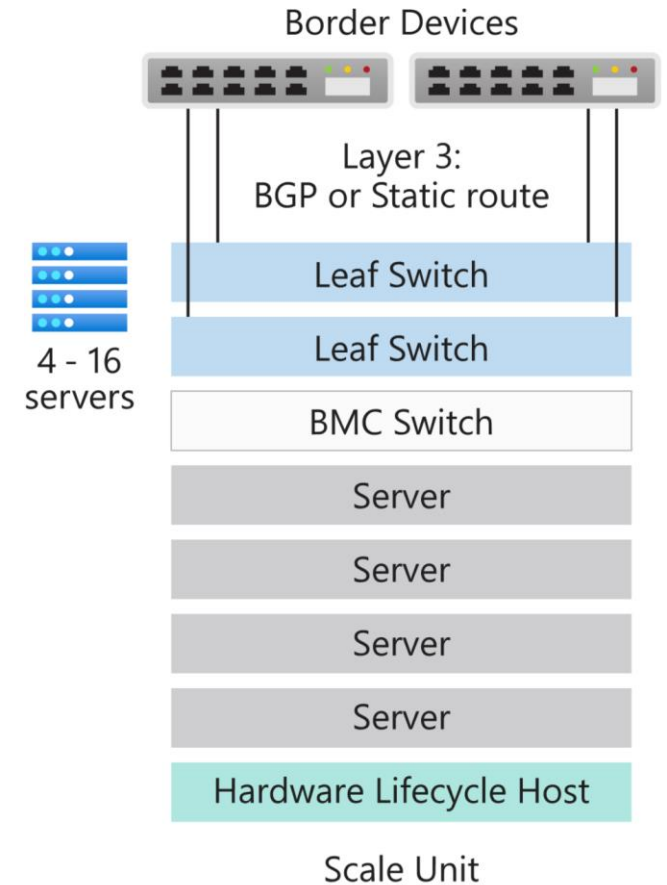 Border Devices
Layer 3:
BGP or Static route
Leaf Switch
4 - 16
servers
Leaf Switch
BMC Switch
Server
Server
Server
Server
Hardware Lifecycle Host
Scale Unit